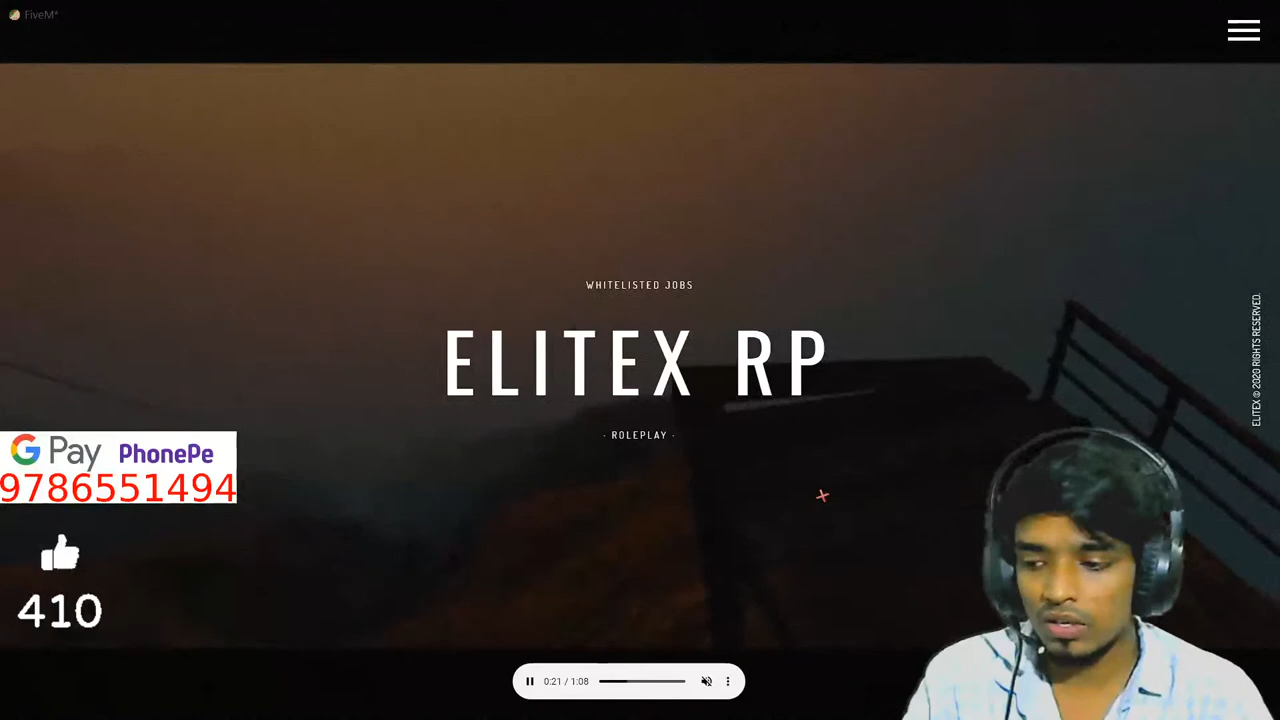 FiveM*
WHITELISTED JOBS
ELITEX RP
· ROLEPLAY ·
ELITEX © 2020 RIGHTS RESERVED.
G Pay PhonePe
9786551494
410
0:21 / 1:08